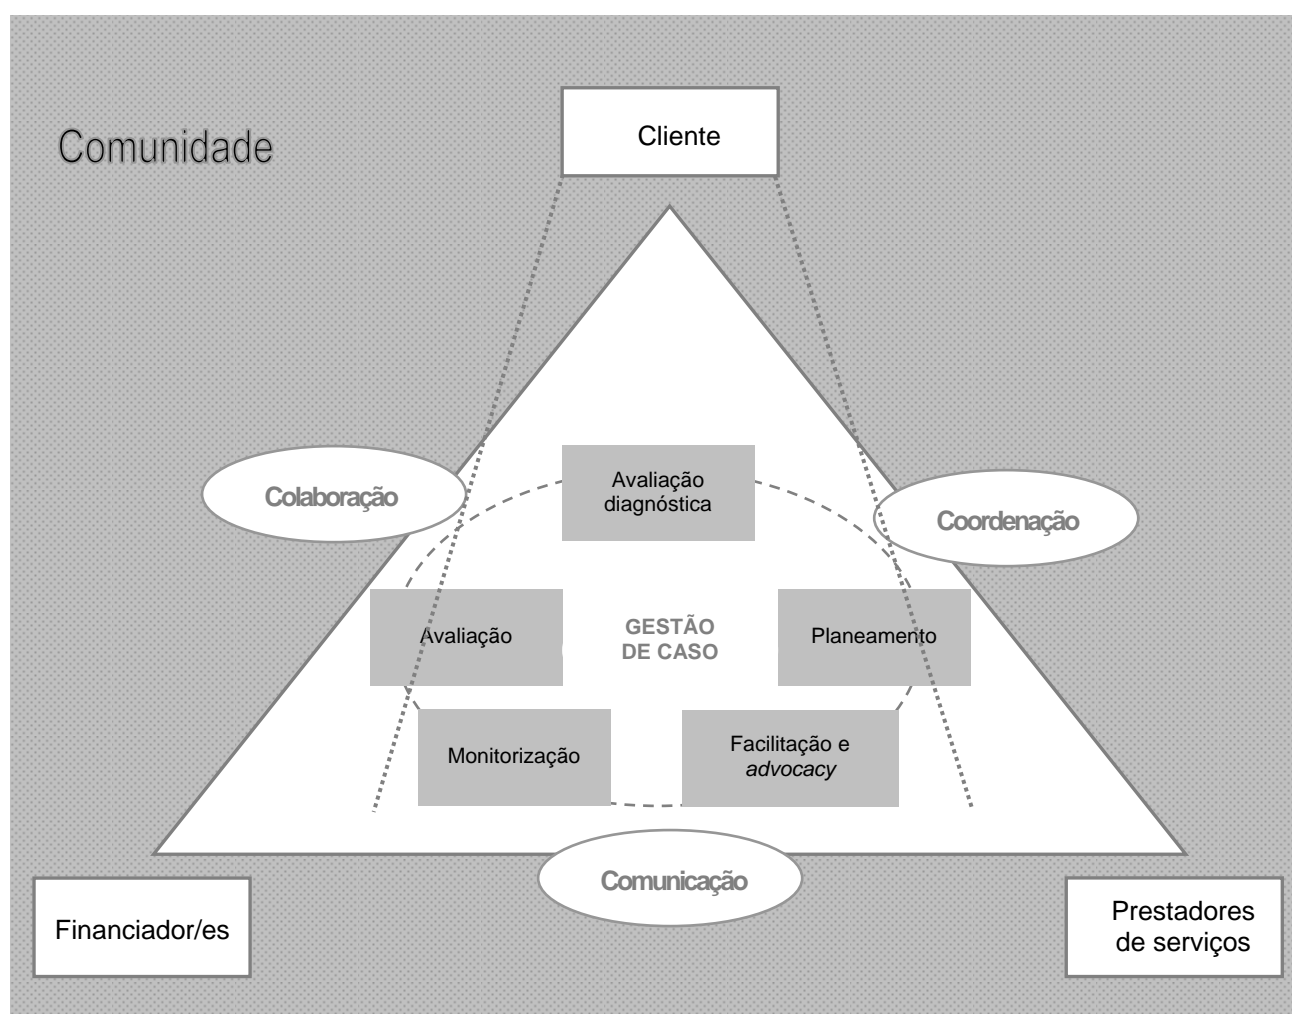 Cliente
Comunidade
Avaliação
diagnóstica
Colaboração
Coordenação
Avaliação
GESTÃO
DE CASO
Planeamento
Monitorização
Facilitação e
advocacy
Comunicação
Financiador/es
Prestadores
de serviços